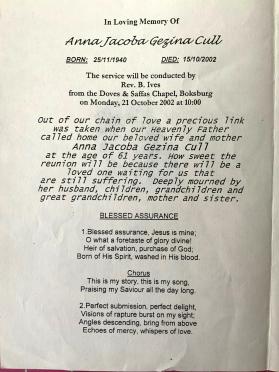 In Loving Memory Of
Anna Jacoba Gezina Cull
BORN: 25/11/1940 DIED: 15/10/2002
The service will be conducted by
Rev. B. Ives
from the Doves & Saffas Chapel, Boksburg
on Monday, 21 October 2002 at 10:00
Out of our chain of love a precious link
was taken when our Heavenly Father
called home our beloved wife and mother
Anna Jacoba Gezina Cull
at the age of 61 years. How sweet the
reunion will be because there will be a
loved one waiting for us that
are still suffering. Deeply mourned by
her husband, children, grandchildren and
great grandchildren, mother and sister.
BLESSED ASSURANCE
1.Blessed assurance, Jesus is mine;
O what a foretaste of glory divine!
Heir of salvation, purchase of God;
Born of His Spirit, washed in His blood.
Chorus
This is my story, this is my song,
Praising my Saviour all the day long.
2.Perfect submission, perfect delight,
Visions of rapture burst on my sight;
Angles descending, bring from above
Echoes of mercy, whispers of love.